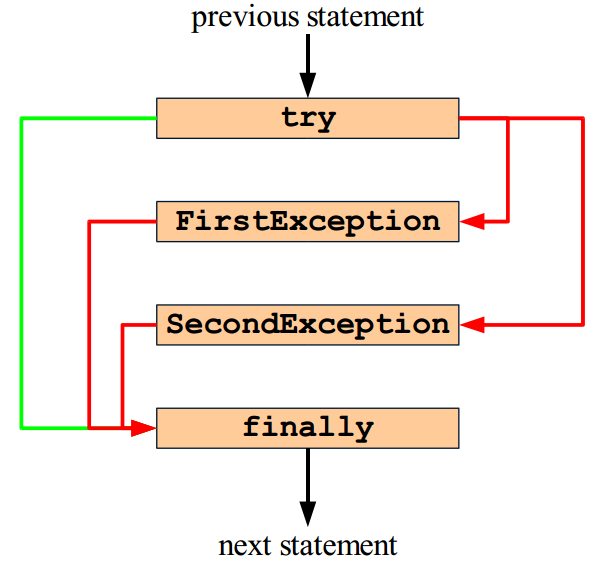 previous statement
try
FirstException
SecondException
finally
next statement